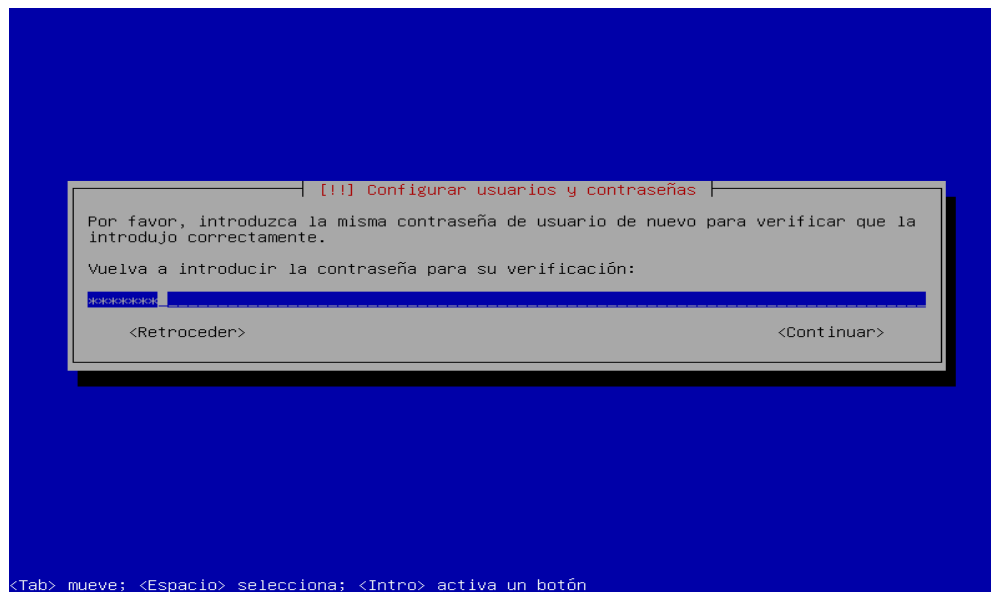 [!!] Configurar usuarios y contraseñas
Por favor, introduzca la misma contraseña de usuario de nuevo para verificar que la
introdujo correctamente.
Vuelva a introducir la contraseña para su verificación:
********
<Retroceder> <Continuar>
<Tab> mueve; <Espacio> selecciona; <Intro> activa un botón